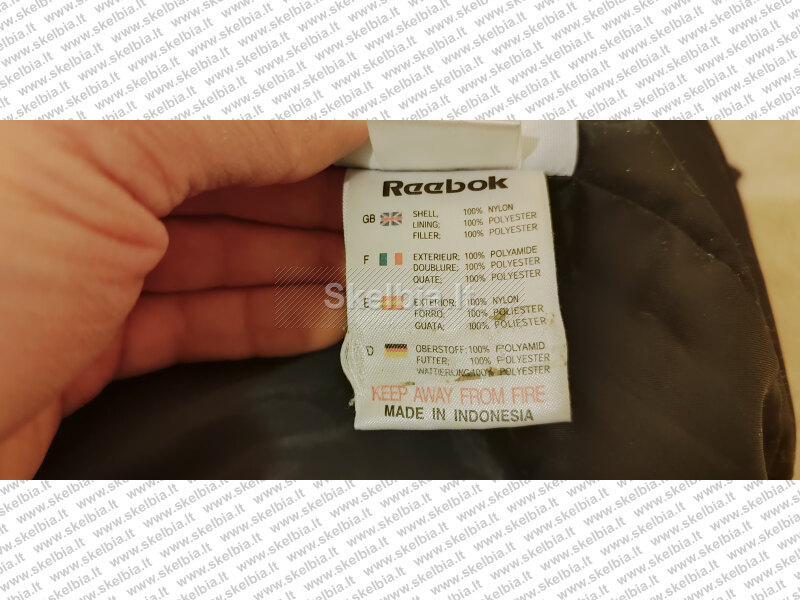 Reebok
GB SHELL, 100% NYLON
LINING; 100% POLYESTER
FILLER; 100% POLYESTER
F EXTERIEUR; 100% POLYAMIDE
DOUBLURE; 100% POLYESTER
QUATE; 100% POLYESTER
E EXTERIOR; 100% NYLON
FORRO; 100% POLIESTER
GUATA; 100% POLIESTER
D OBERSTOFF: 100% POLYAMID
FUTTER; 100% POLYESTER
WATTIERUNG 100% POLYESTER
KEEP AWAY FROM FIRE
MADE IN INDONESIA
Skelbia.lt
www.skelbia.lt